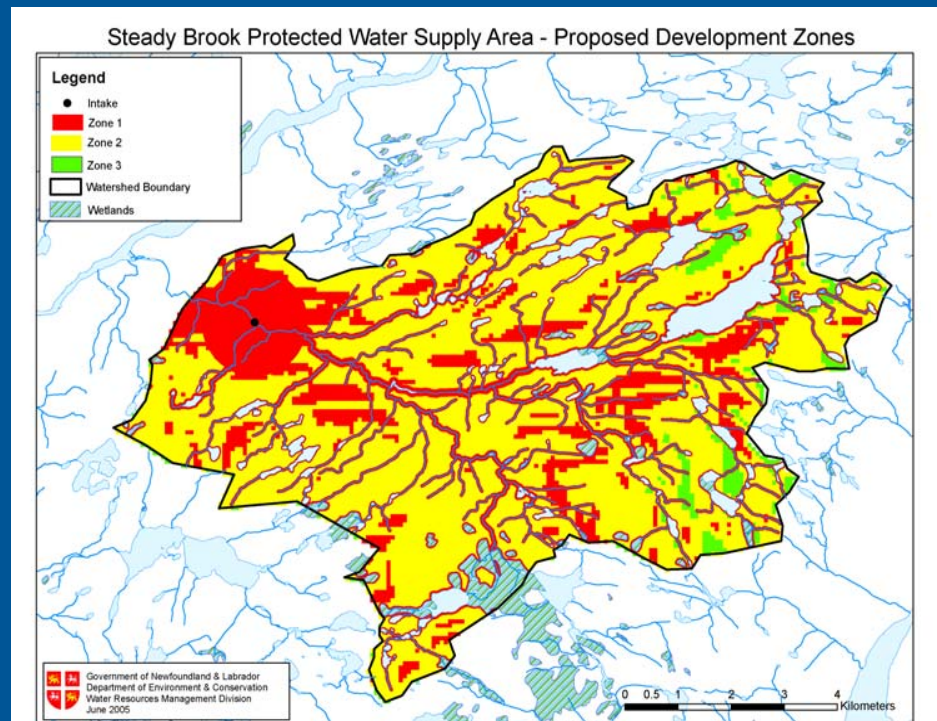 Steady Brook Protected Water Supply Area - Proposed Development Zones
Legend
Intake
Zone 1
Zone 2
Zone 3
Watershed Boundary
Wetlands
Government of Newfoundland & Labrador
Department of Environment & Conservation
Water Resources Management Division
June 2005
0 0.5 1 2 3 4
Kilometers